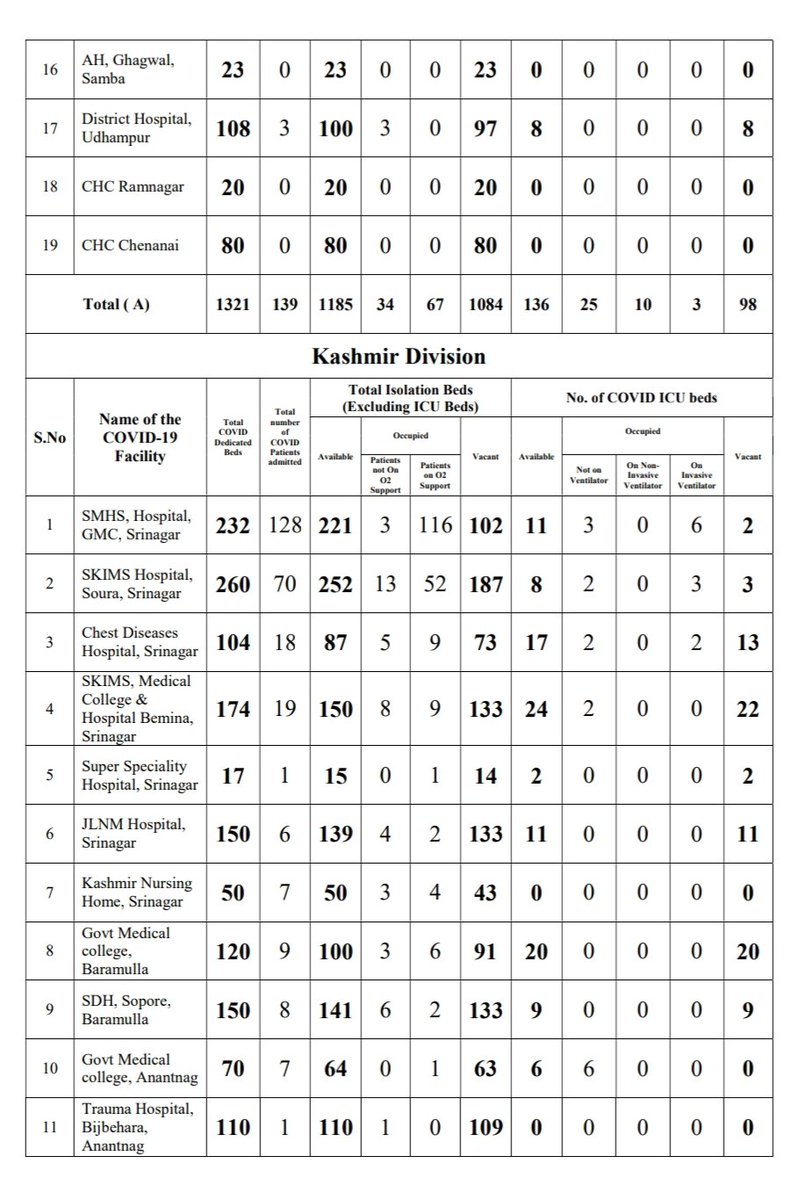 16 AH, Ghagwal, Samba 23 0 23 0 0 23 0 0 0 0 0
17 District Hospital, Udhampur 108 3 100 3 0 97 8 0 0 0 8
18 CHC Ramnagar 20 0 20 0 0 20 0 0 0 0 0
19 CHC Chenanai 80 0 80 0 0 80 0 0 0 0 0
Total ( A) 1321 139 1185 34 67 1084 136 25 10 3 98
Kashmir Division
S.No
Name of the COVID-19 Facility
Total COVID Dedicated Beds
Total number of COVID Patients admitted
Total Isolation Beds (Excluding ICU Beds)
Available
Occupied
Patients not On O2 Support
Patients on O2 Support
Vacant
No. of COVID ICU beds
Available
Occupied
Not on Ventilator
On Non-Invasive Ventilator
On Invasive Ventilator
Vacant
1 SMHS, Hospital, GMC, Srinagar 232 128 221 3 116 102 11 3 0 6 2
2 SKIMS Hospital, Soura, Srinagar 260 70 252 13 52 187 8 2 0 3 3
3 Chest Diseases Hospital, Srinagar 104 18 87 5 9 73 17 2 0 2 13
4 SKIMS, Medical College & Hospital Bemina, Srinagar 174 19 150 8 9 133 24 2 0 0 22
5 Super Speciality Hospital, Srinagar 17 1 15 0 1 14 2 0 0 0 2
6 JLNM Hospital, Srinagar 150 6 139 4 2 133 11 0 0 0 11
7 Kashmir Nursing Home, Srinagar 50 7 50 3 4 43 0 0 0 0 0
8 Govt Medical college, Baramulla 120 9 100 3 6 91 20 0 0 0 20
9 SDH, Sopore, Baramulla 150 8 141 6 2 133 9 0 0 0 9
10 Govt Medical college, Anantnag 70 7 64 0 1 63 6 6 0 0 0
11 Trauma Hospital, Bijbehara, Anantnag 110 1 110 1 0 109 0 0 0 0 0